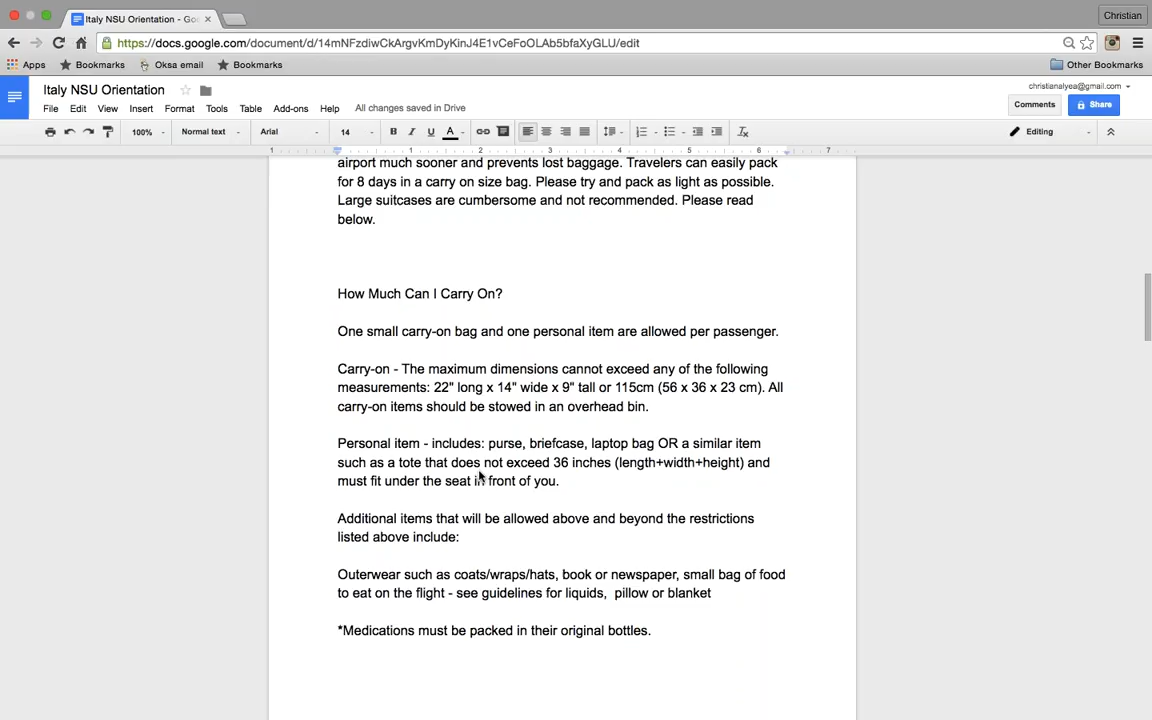 Italy NSU Orientation - Go
Christian
https://docs.google.com/document/d/14mNFzdiwCkArgvKmDyKinJ4E1vCeFoOLAb5bfaXyGLU/edit
Apps Bookmarks Oksa email Bookmarks Other Bookmarks
Italy NSU Orientation
christianalyea@gmail.com
File Edit View Insert Format Tools Table Add-ons Help All changes saved in Drive
Comments Share
100% Normal text Arial 14 B I U A Editing
1 1 2 3 4 5 6 7
airport much sooner and prevents lost baggage. Travelers can easily pack
for 8 days in a carry on size bag. Please try and pack as light as possible.
Large suitcases are cumbersome and not recommended. Please read
below.
How Much Can I Carry On?
One small carry-on bag and one personal item are allowed per passenger.
Carry-on - The maximum dimensions cannot exceed any of the following
measurements: 22" long x 14" wide x 9" tall or 115cm (56 x 36 x 23 cm). All
carry-on items should be stowed in an overhead bin.
Personal item - includes: purse, briefcase, laptop bag OR a similar item
such as a tote that does not exceed 36 inches (length+width+height) and
must fit under the seat in front of you.
Additional items that will be allowed above and beyond the restrictions
listed above include:
Outerwear such as coats/wraps/hats, book or newspaper, small bag of food
to eat on the flight - see guidelines for liquids,  pillow or blanket
*Medications must be packed in their original bottles.